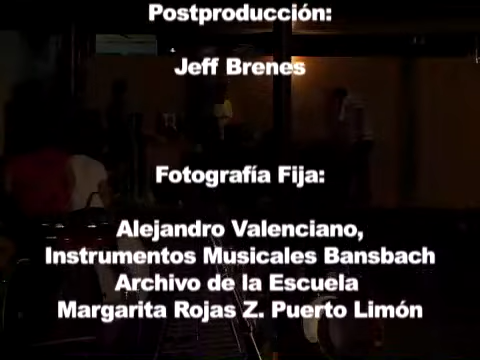 Postproducción:
Jeff Brenes
Fotografía Fija:
Alejandro Valenciano,
Instrumentos Musicales Bansbach
Archivo de la Escuela
Margarita Rojas Z. Puerto Limón